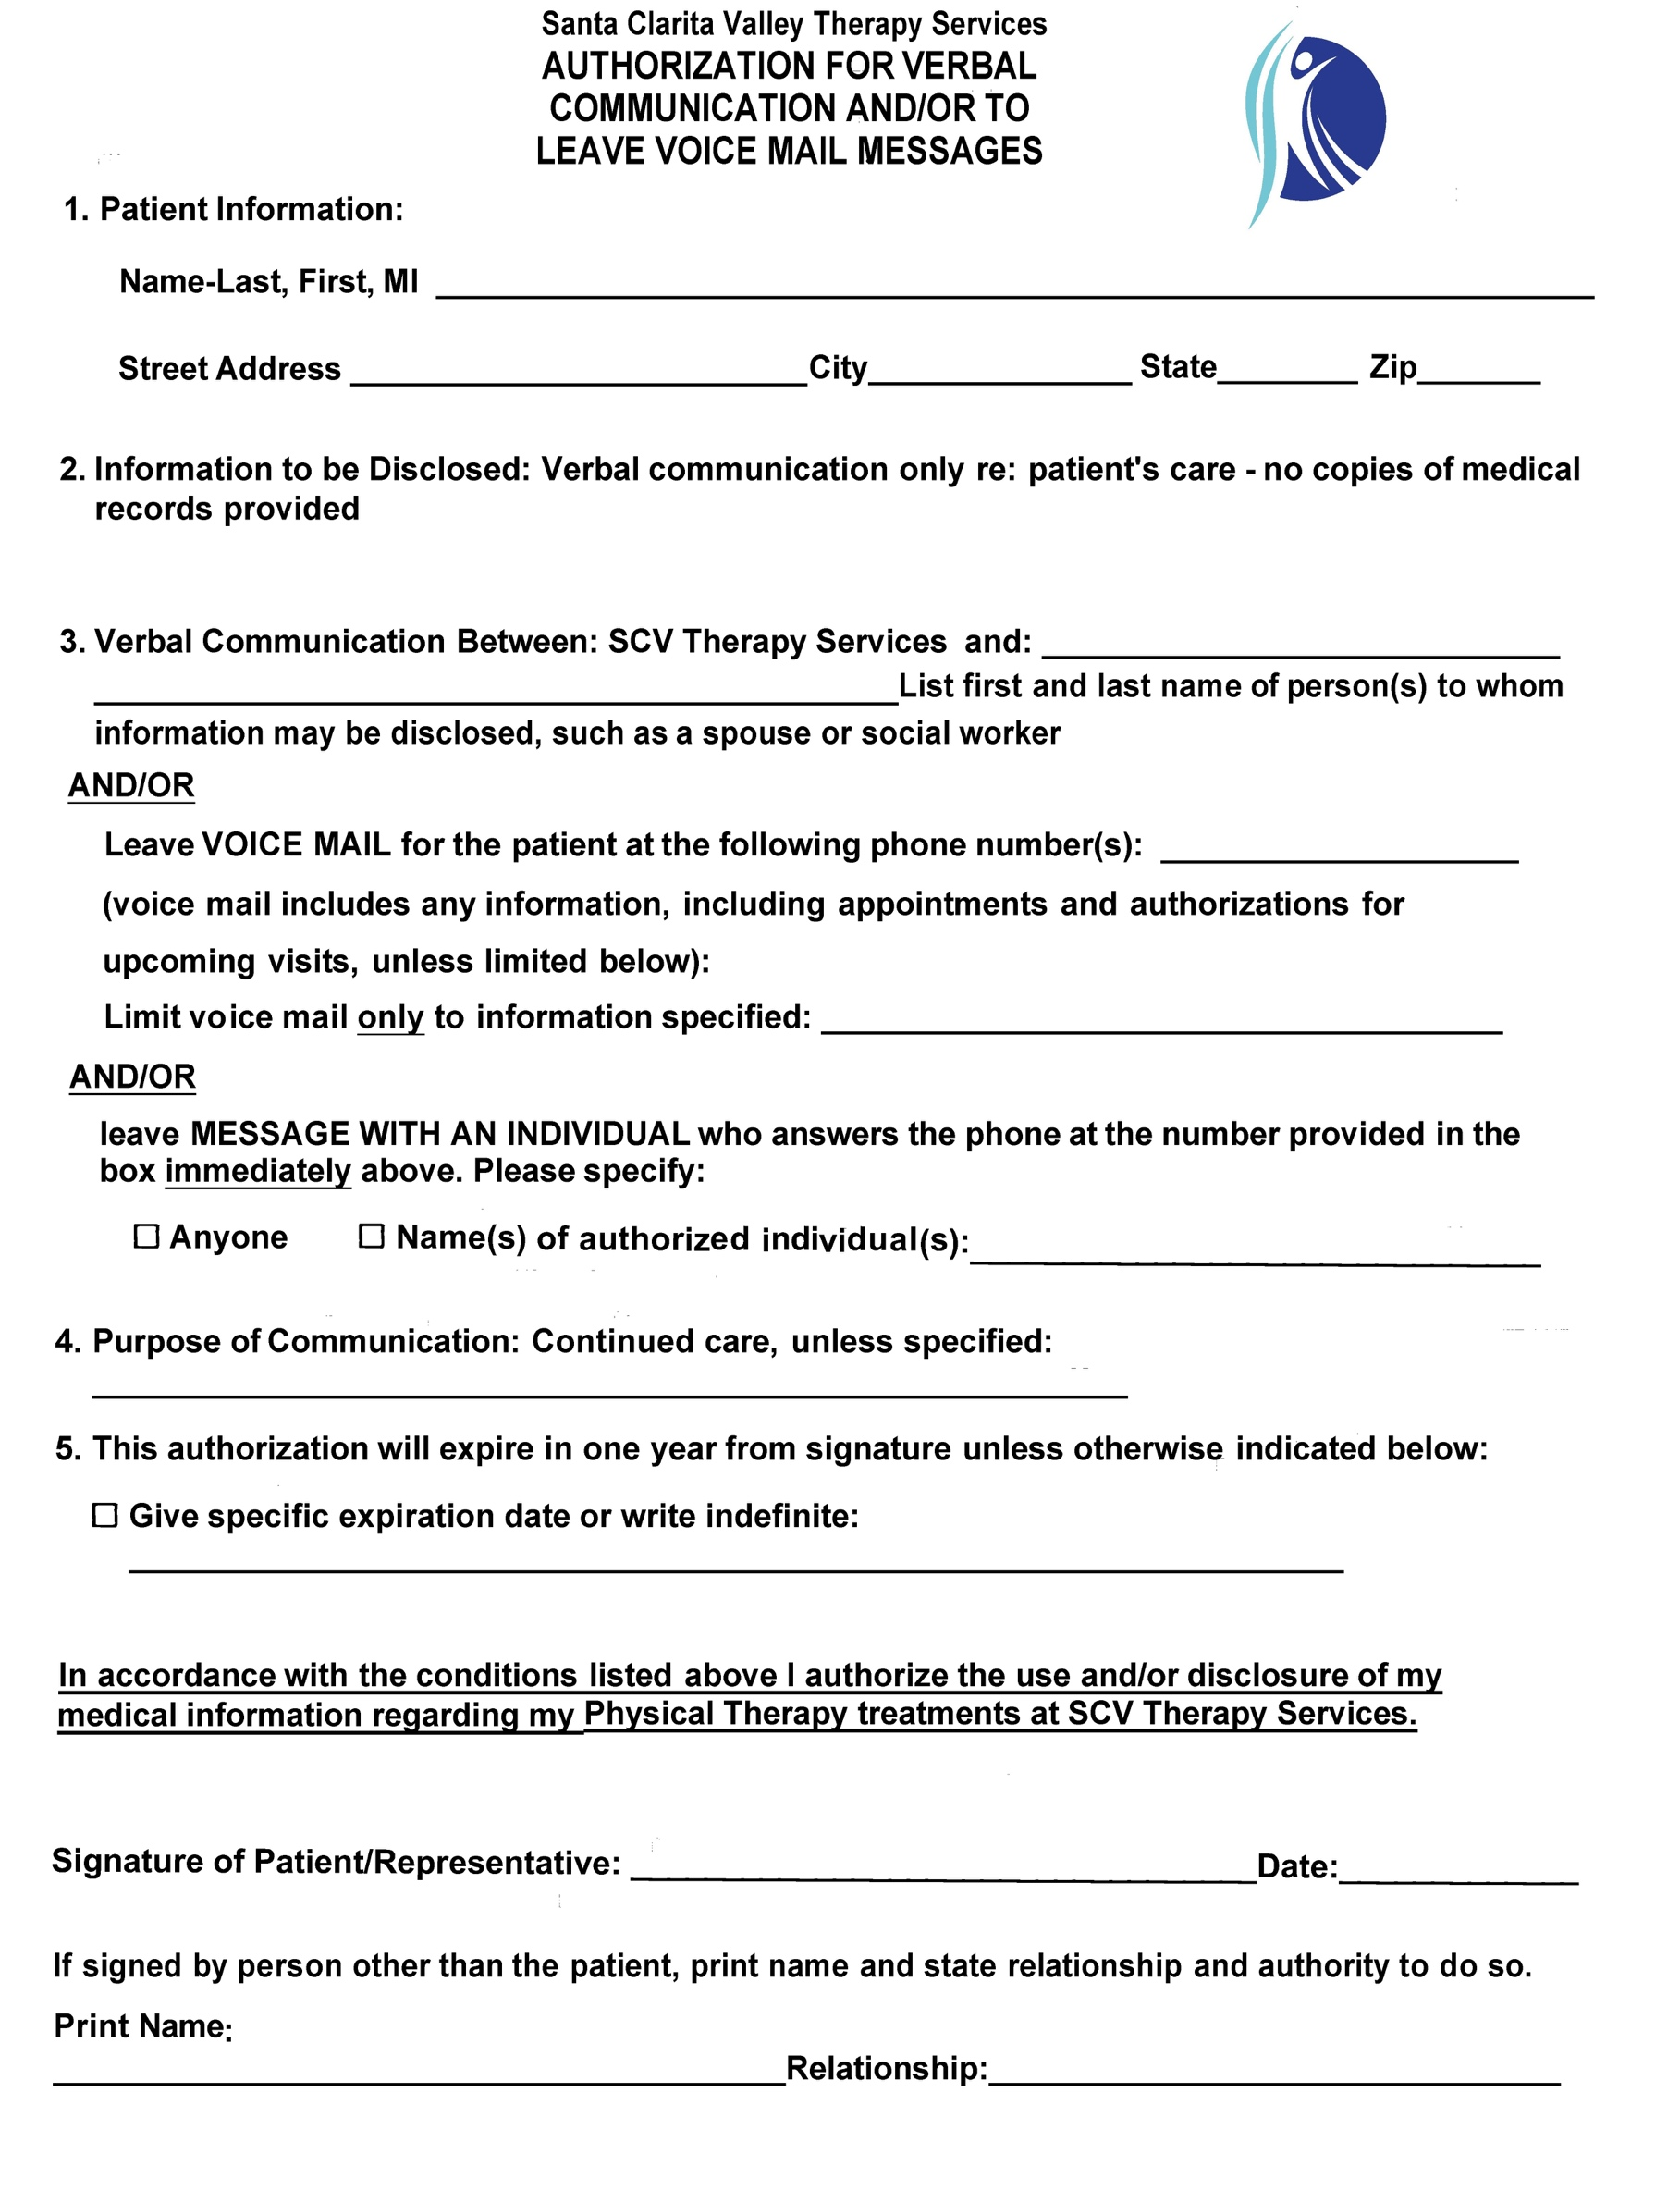 Santa Clarita Valley Therapy Services
AUTHORIZATION FOR VERBAL
COMMUNICATION AND/OR TO
LEAVE VOICE MAIL MESSAGES
1. Patient Information:
Name-Last, First, MI
Street Address City State Zip
2. Information to be Disclosed: Verbal communication only re: patient's care - no copies of medical
records provided
3. Verbal Communication Between: SCV Therapy Services and:
List first and last name of person(s) to whom
information may be disclosed, such as a spouse or social worker
AND/OR
Leave VOICE MAIL for the patient at the following phone number(s):
(voice mail includes any information, including appointments and authorizations for
upcoming visits, unless limited below):
Limit voice mail only to information specified:
AND/OR
leave MESSAGE WITH AN INDIVIDUAL who answers the phone at the number provided in the
box immediately above. Please specify:
Anyone Name(s) of authorized individual(s):
4. Purpose of Communication: Continued care, unless specified:
5. This authorization will expire in one year from signature unless otherwise indicated below:
Give specific expiration date or write indefinite:
In accordance with the conditions listed above I authorize the use and/or disclosure of my
medical information regarding my Physical Therapy treatments at SCV Therapy Services.
Signature of Patient/Representative: Date:
If signed by person other than the patient, print name and state relationship and authority to do so.
Print Name:
Relationship: